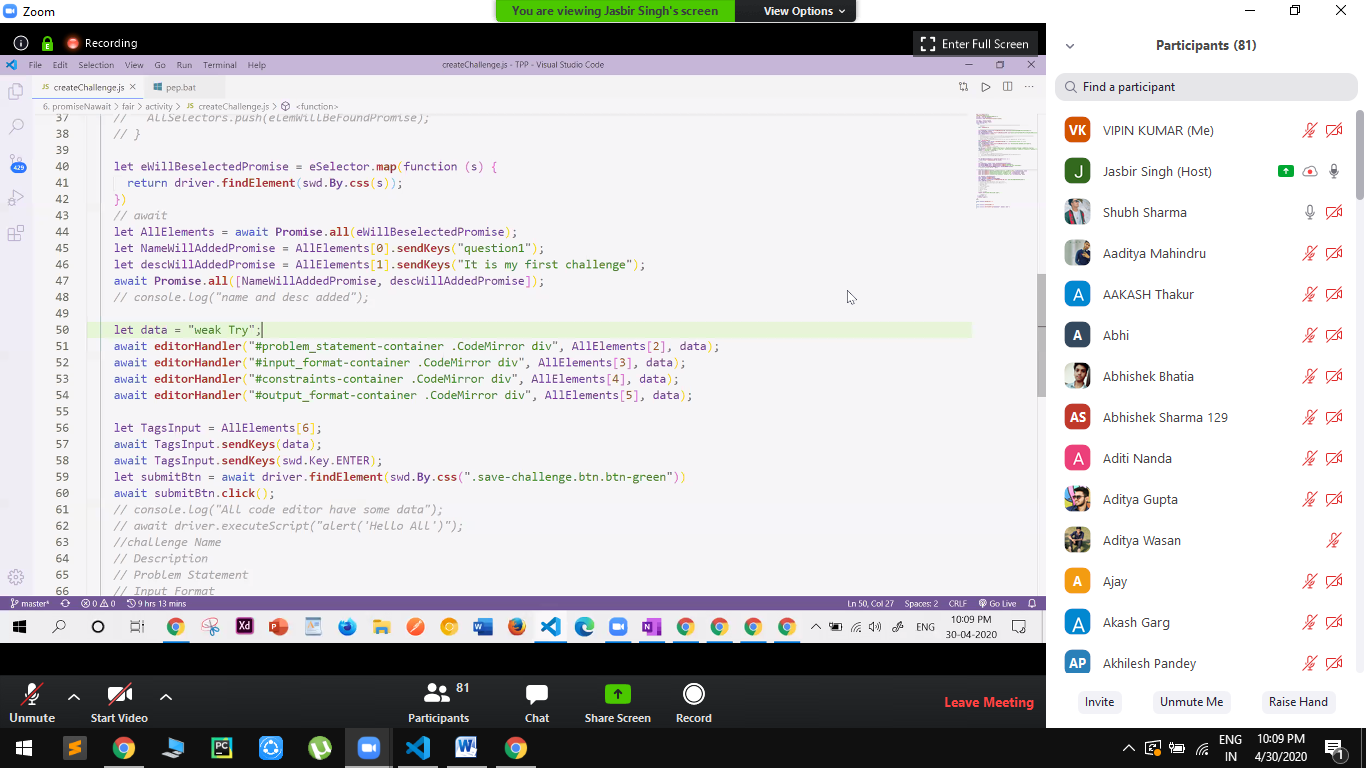 Zoom
You are viewing Jasbir Singh's screen
View Options
Recording
Enter Full Screen
File Edit Selection View Go Run Terminal Help
createChallenge.js - TPP - Visual Studio Code
JS createChallenge.js
pep.bat
6. promiseNawait > fair > activity > JS createChallenge.js > <function>
37 // AllSelectors.push(elemWillBeFoundPromise);
38 // }
39
40 let eWillBeselectedPromise = eSelector.map(function (s) {
41 return driver.findElement(swd.By.css(s));
42 })
43 // await
44 let AllElements = await Promise.all(eWillBeselectedPromise);
45 let NameWillAddedPromise = AllElements[0].sendKeys("question1");
46 let descWillAddedPromise = AllElements[1].sendKeys("It is my first challenge");
47 await Promise.all([NameWillAddedPromise, descWillAddedPromise]);
48 // console.log("name and desc added");
49
50 let data = "weak Try";
51 await editorHandler("#problem_statement-container .CodeMirror div", AllElements[2], data);
52 await editorHandler("#input_format-container .CodeMirror div", AllElements[3], data);
53 await editorHandler("#constraints-container .CodeMirror div", AllElements[4], data);
54 await editorHandler("#output_format-container .CodeMirror div", AllElements[5], data);
55
56 let TagsInput = AllElements[6];
57 await TagsInput.sendKeys(data);
58 await TagsInput.sendKeys(swd.Key.ENTER);
59 let submitBtn = await driver.findElement(swd.By.css(".save-challenge.btn.btn-green"))
60 await submitBtn.click();
61 // console.log("All code editor have some data");
62 // await driver.executeScript("alert('Hello All')");
63 //challenge Name
64 // Description
65 // Problem Statement
66 // Input Format
429
master*
0 0
9 hrs 13 mins
Ln 50, Col 27
Spaces: 2
CRLF
Go Live
Xd
ENG
10:09 PM
30-04-2020
Participants (81)
Find a participant
VK VIPIN KUMAR (Me)
J Jasbir Singh (Host)
Shubh Sharma
Aaditya Mahindru
A AAKASH Thakur
A Abhi
Abhishek Bhatia
AS Abhishek Sharma 129
A Aditi Nanda
Aditya Gupta
Aditya Wasan
A Ajay
A Akash Garg
AP Akhilesh Pandey
Invite
Unmute Me
Raise Hand
Unmute
Start Video
Participants
81
Chat
Share Screen
Record
Leave Meeting
PC
W
ENG
IN
10:09 PM
4/30/2020
1